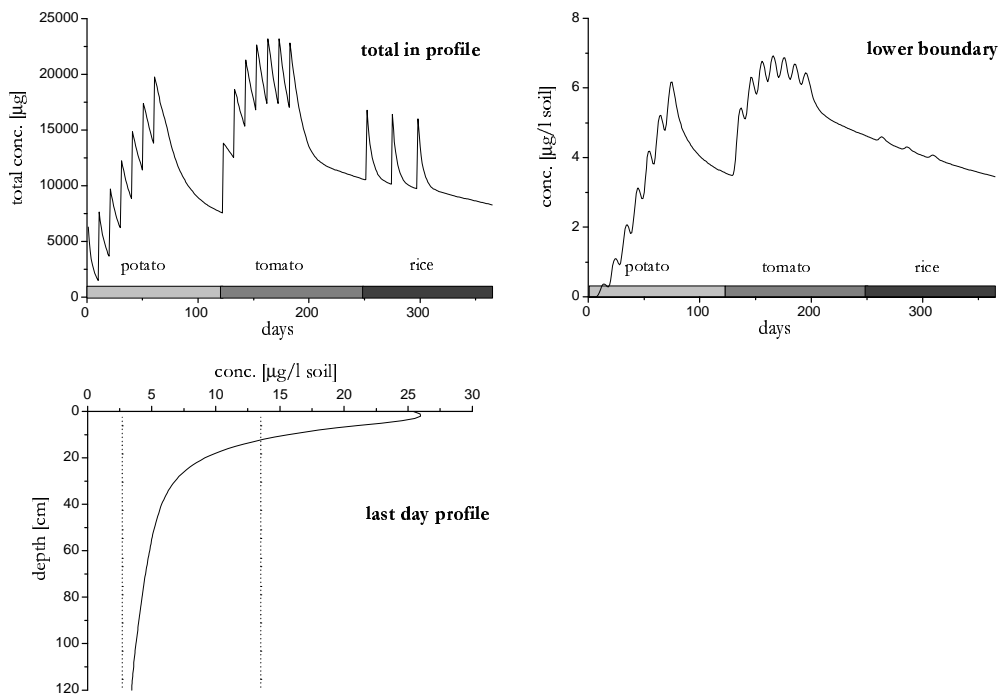 total in profile
total conc. [µg]
25000
20000
15000
10000
5000
0
potato
tomato
rice
0 100 200 300
days
lower boundary
conc. [µg/l soil]
8
6
4
2
0
potato
tomato
rice
0 100 200 300
days
conc. [µg/l soil]
0 5 10 15 20 25 30
depth [cm]
0
20
40
60
80
100
120
last day profile